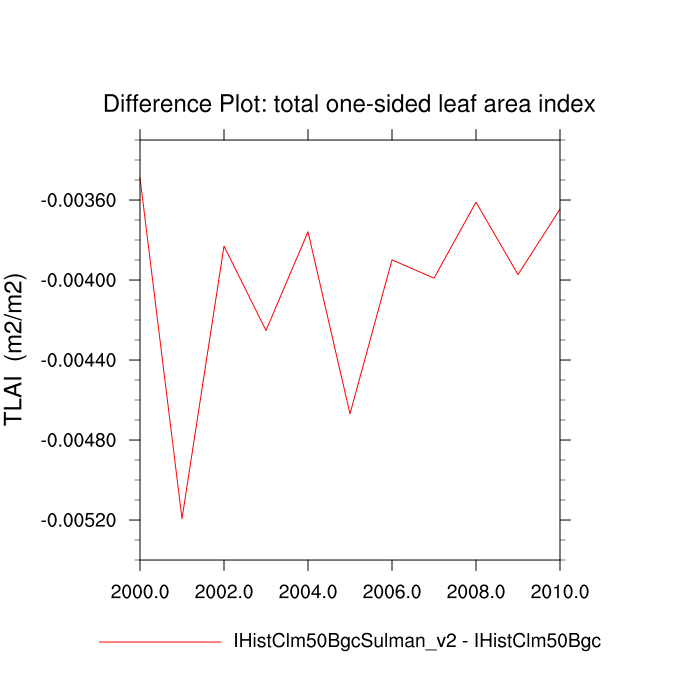 Difference Plot: total one-sided leaf area index
TLAI (m2/m2)
-0.00360
-0.00400
-0.00440
-0.00480
-0.00520
2000.0 2002.0 2004.0 2006.0 2008.0 2010.0
IHistClm50BgcSulman_v2 - IHistClm50Bgc